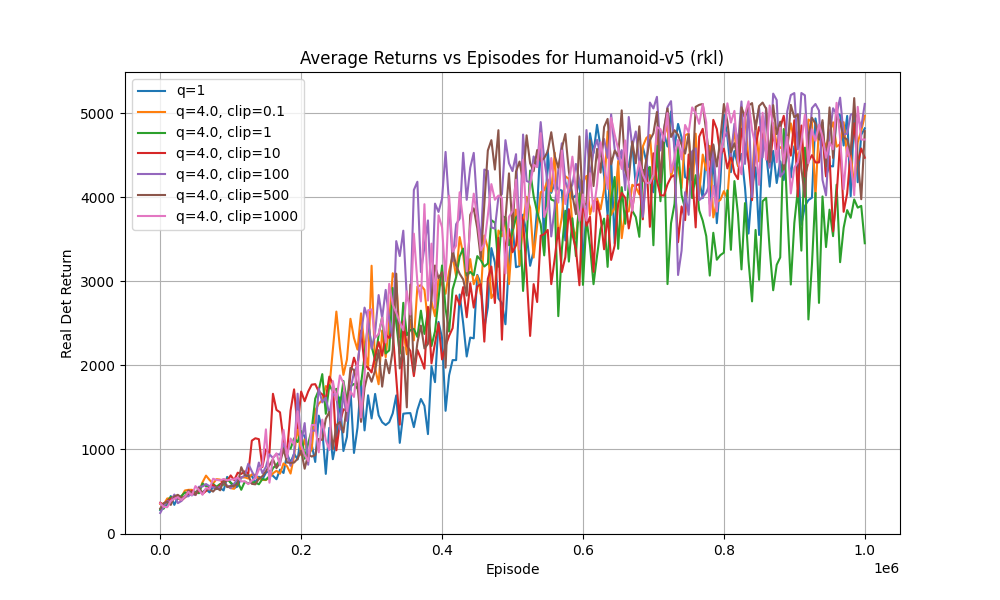 Average Returns vs Episodes for Humanoid-v5 (rkl)
q=1
q=4.0, clip=0.1
q=4.0, clip=1
q=4.0, clip=10
q=4.0, clip=100
q=4.0, clip=500
q=4.0, clip=1000
Real Det Return
5000
4000
3000
2000
1000
0
0.0 0.2 0.4 0.6 0.8 1.0
1e6
Episode